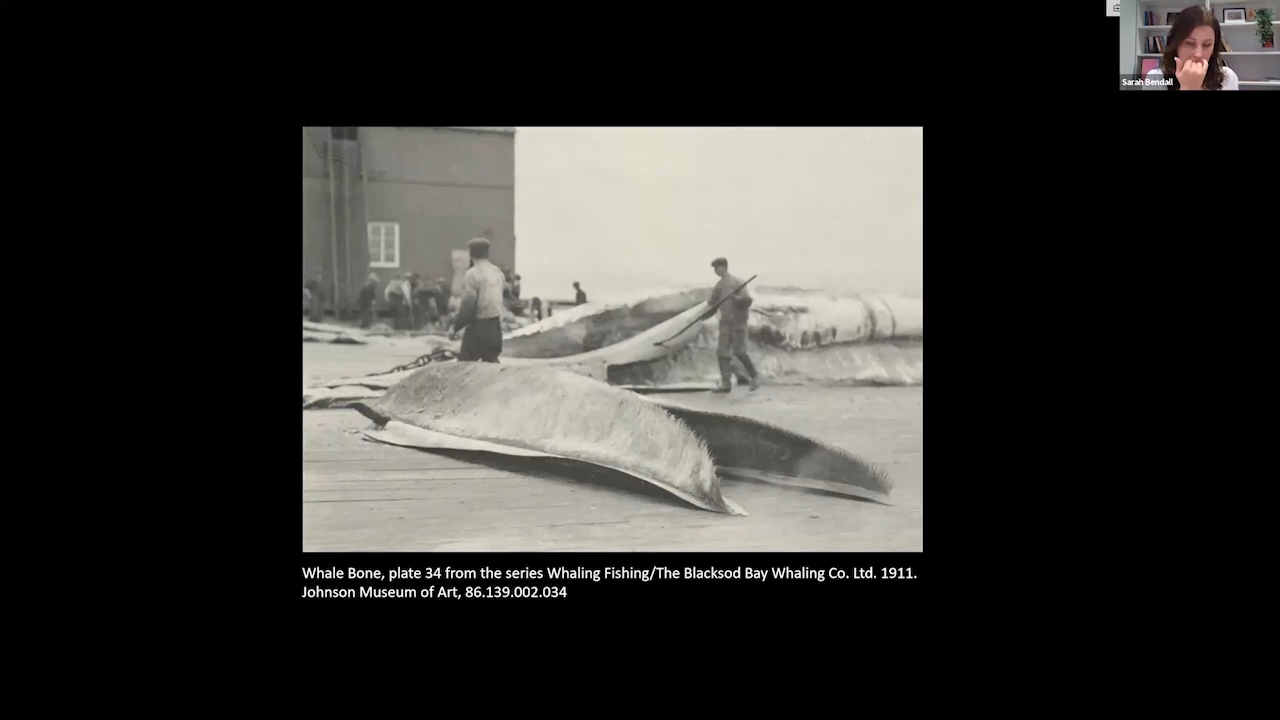 Sarah Bendall
Whale Bone, plate 34 from the series Whaling Fishing/The Blacksod Bay Whaling Co. Ltd. 1911.
Johnson Museum of Art, 86.139.002.034